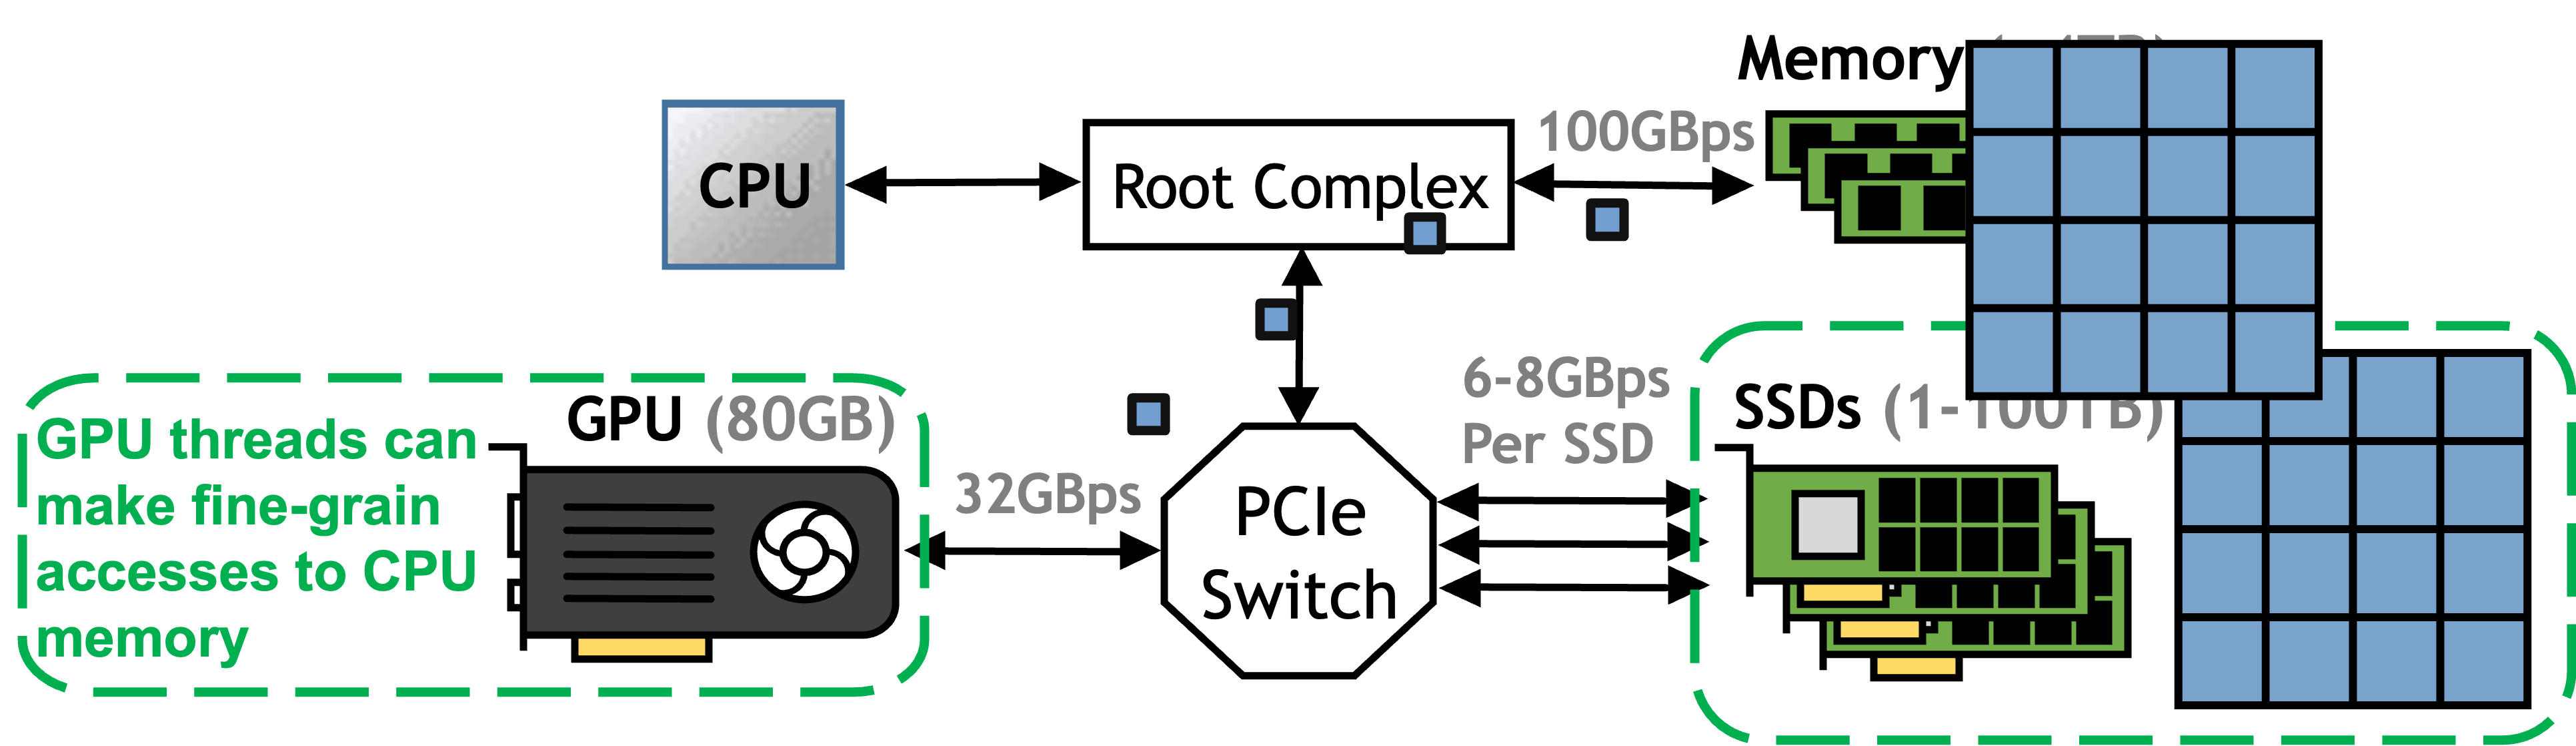 Memory
100GBps
CPU
Root Complex
6-8GBps
Per SSD
SSDs (1-100TB)
GPU (80GB)
GPU threads can
make fine-grain
accesses to CPU
memory
32GBps
PCIe
Switch